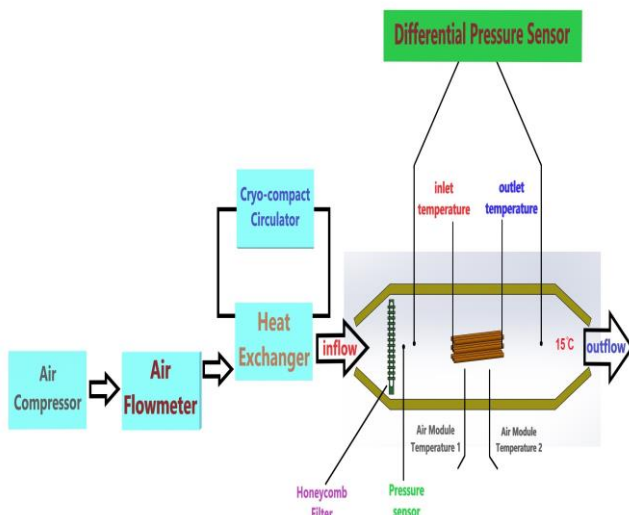 Differential Pressure Sensor
Cryo-compact
Circulator
inlet
temperature
outlet
temperature
Heat
Exchanger
inflow
15℃
outflow
Air
Compressor
Air
Flowmeter
Air Module
Temperature 1
Air Module
Temperature 2
Honeycomb
Filter
Pressure
sensor